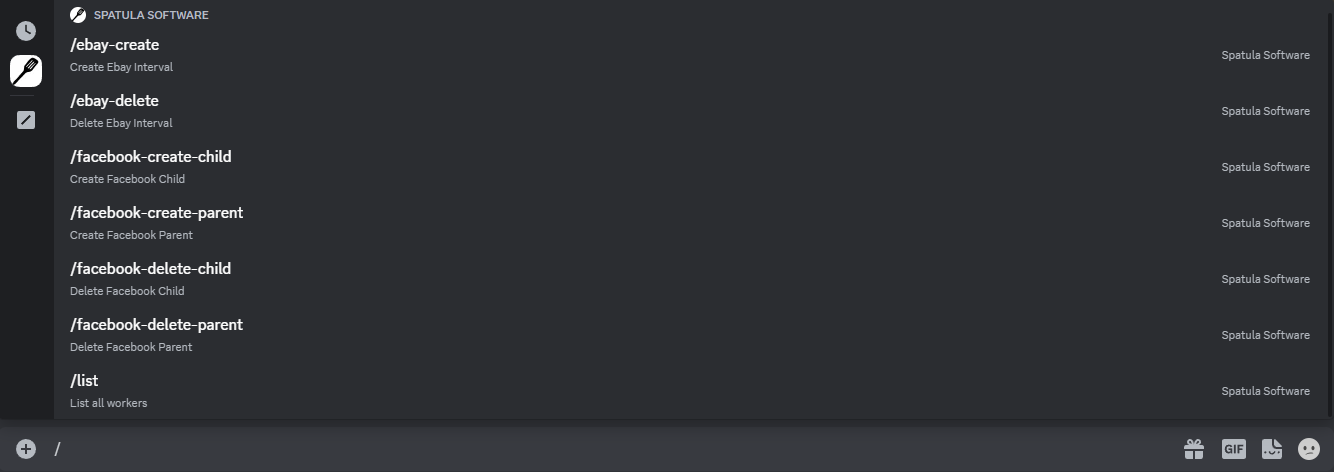 SPATULA SOFTWARE
/ebay-create
Create Ebay Interval
Spatula Software
/ebay-delete
Delete Ebay Interval
Spatula Software
/facebook-create-child
Create Facebook Child
Spatula Software
/facebook-create-parent
Create Facebook Parent
Spatula Software
/facebook-delete-child
Delete Facebook Child
Spatula Software
/facebook-delete-parent
Delete Facebook Parent
Spatula Software
/list
List all workers
Spatula Software
/
GIF